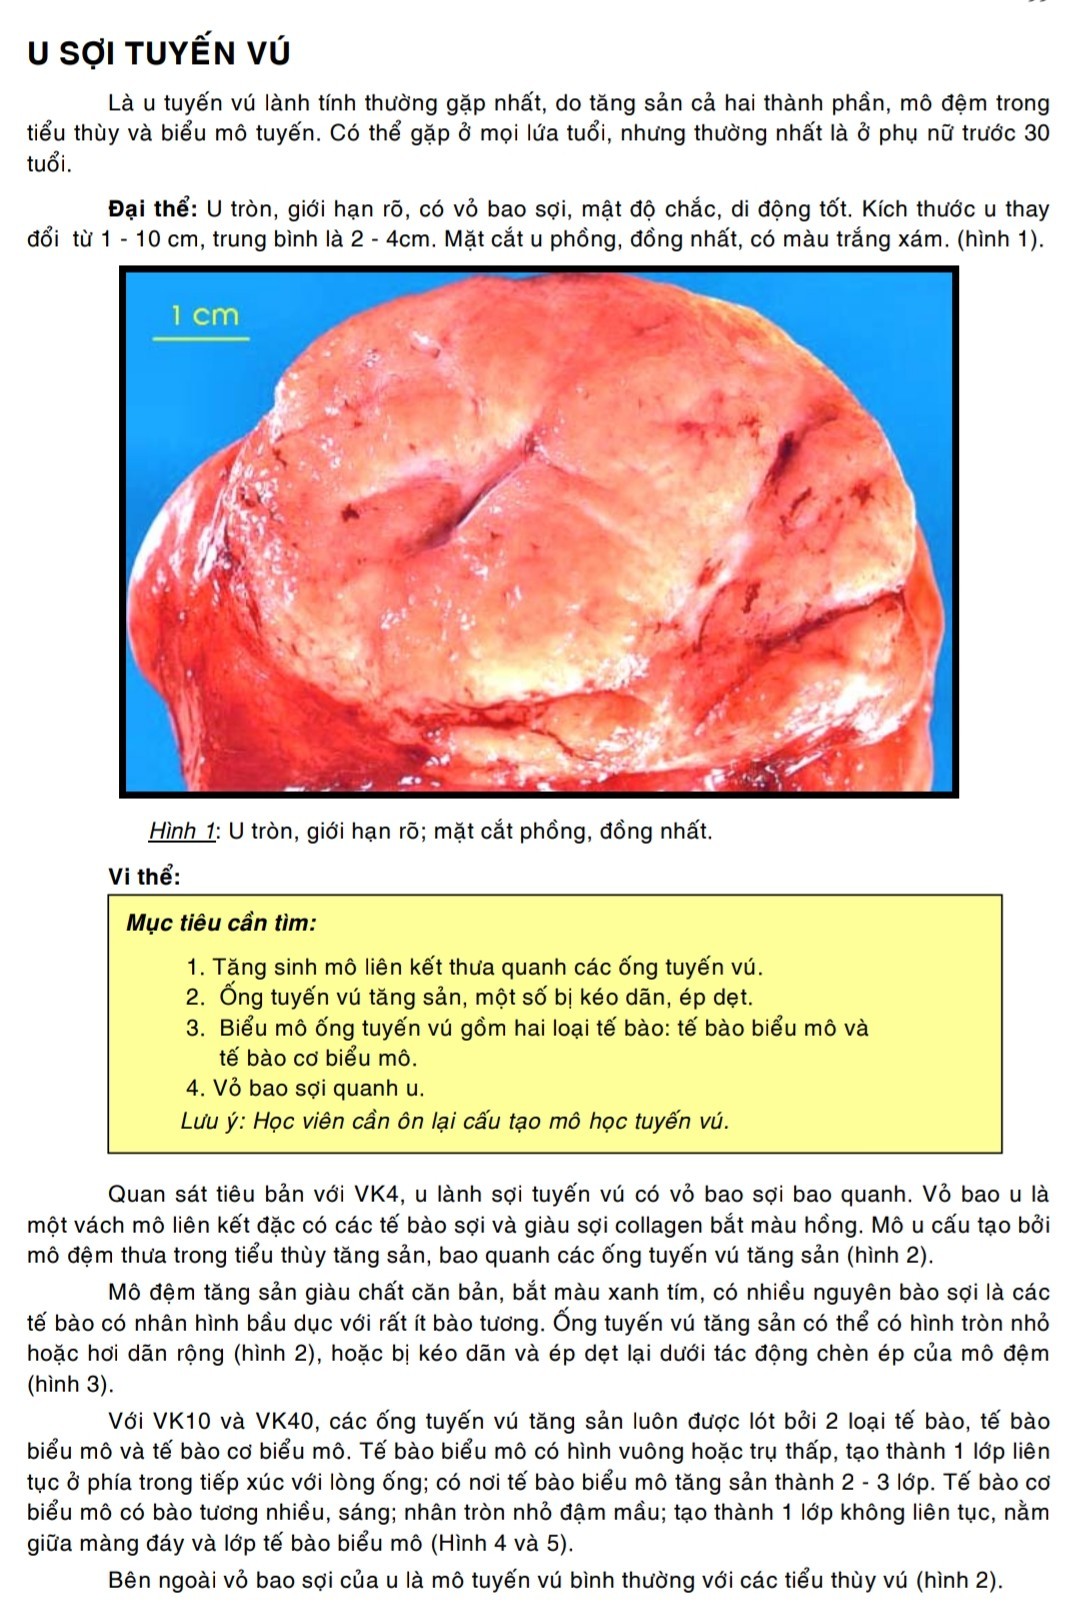 U SỢI TUYẾN VÚ
Là u tuyến vú lành tính thường gặp nhất, do tăng sản cả hai thành phần, mô đệm trong
tiểu thùy và biểu mô tuyến. Có thể gặp ở mọi lứa tuổi, nhưng thường nhất là ở phụ nữ trước 30
tuổi.
Đại thể: U tròn, giới hạn rõ, có vỏ bao sợi, mật độ chắc, di động tốt. Kích thước u thay
đổi từ 1 - 10 cm, trung bình là 2 - 4cm. Mặt cắt u phồng, đồng nhất, có màu trắng xám. (hình 1).
1 cm
Hình 1: U tròn, giới hạn rõ; mặt cắt phồng, đồng nhất.
Vi thể:
Mục tiêu cần tìm:
1. Tăng sinh mô liên kết thưa quanh các ống tuyến vú.
2. Ống tuyến vú tăng sản, một số bị kéo dãn, ép dẹt.
3. Biểu mô ống tuyến vú gồm hai loại tế bào: tế bào biểu mô và
tế bào cơ biểu mô.
4. Vỏ bao sợi quanh u.
Lưu ý: Học viên cần ôn lại cấu tạo mô học tuyến vú.
Quan sát tiêu bản với VK4, u lành sợi tuyến vú có vỏ bao sợi bao quanh. Vỏ bao u là
một vách mô liên kết đặc có các tế bào sợi và giàu sợi collagen bắt màu hồng. Mô u cấu tạo bởi
mô đệm thưa trong tiểu thùy tăng sản, bao quanh các ống tuyến vú tăng sản (hình 2).
Mô đệm tăng sản giàu chất căn bản, bắt màu xanh tím, có nhiều nguyên bào sợi là các
tế bào có nhân hình bầu dục với rất ít bào tương. Ống tuyến vú tăng sản có thể có hình tròn nhỏ
hoặc hơi dãn rộng (hình 2), hoặc bị kéo dãn và ép dẹt lại dưới tác động chèn ép của mô đệm
(hình 3).
Với VK10 và VK40, các ống tuyến vú tăng sản luôn được lót bởi 2 loại tế bào, tế bào
biểu mô và tế bào cơ biểu mô. Tế bào biểu mô có hình vuông hoặc trụ thấp, tạo thành 1 lớp liên
tục ở phía trong tiếp xúc với lòng ống; có nơi tế bào biểu mô tăng sản thành 2 - 3 lớp. Tế bào cơ
biểu mô có bào tương nhiều, sáng; nhân tròn nhỏ đậm mầu; tạo thành 1 lớp không liên tục, nằm
giữa màng đáy và lớp tế bào biểu mô (Hình 4 và 5).
Bên ngoài vỏ bao sợi của u là mô tuyến vú bình thường với các tiểu thùy vú (hình 2).